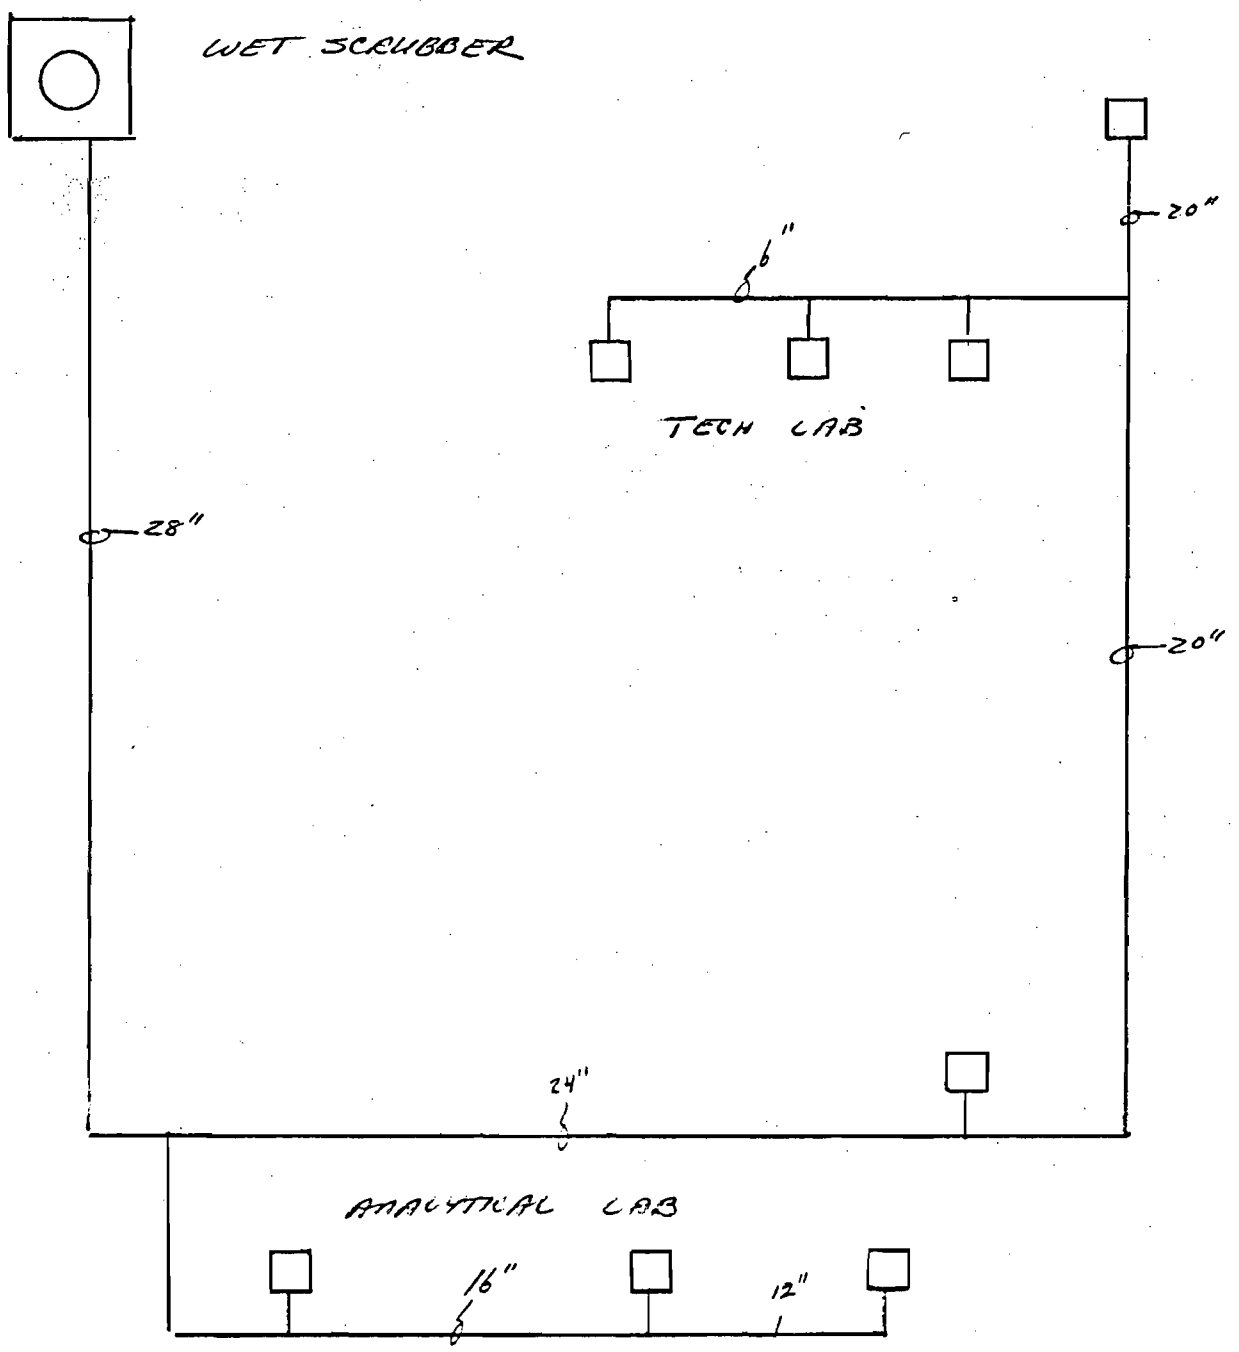 WET SCRUBBER
20"
6"
TECH LAB
28"
20"
24"
ANALYTICAL LAB
16"
12"